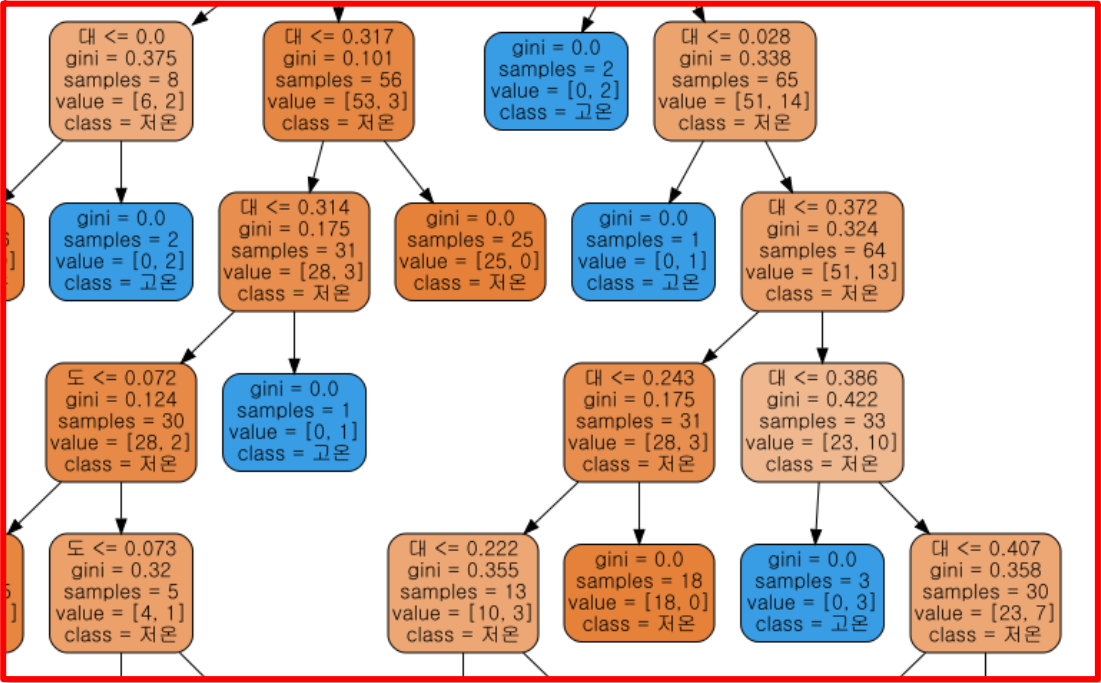 대 <= 0.0
gini = 0.375
samples = 8
value = [6, 2]
class = 저온
대 <= 0.317
gini = 0.101
samples = 56
value = [53, 3]
class = 저온
gini = 0.0
samples = 2
value = [0, 2]
class = 고온
대 <= 0.028
gini = 0.338
samples = 65
value = [51, 14]
class = 저온
gini = 0.0
samples = 2
value = [0, 2]
class = 고온
대 <= 0.314
gini = 0.175
samples = 31
value = [28, 3]
class = 저온
gini = 0.0
samples = 25
value = [25, 0]
class = 저온
gini = 0.0
samples = 1
value = [0, 1]
class = 고온
대 <= 0.372
gini = 0.324
samples = 64
value = [51, 13]
class = 저온
도 <= 0.072
gini = 0.124
samples = 30
value = [28, 2]
class = 저온
gini = 0.0
samples = 1
value = [0, 1]
class = 고온
대 <= 0.243
gini = 0.175
samples = 31
value = [28, 3]
class = 저온
대 <= 0.386
gini = 0.422
samples = 33
value = [23, 10]
class = 저온
도 <= 0.073
gini = 0.32
samples = 5
value = [4, 1]
class = 저온
대 <= 0.222
gini = 0.355
samples = 13
value = [10, 3]
class = 저온
gini = 0.0
samples = 18
value = [18, 0]
class = 저온
gini = 0.0
samples = 3
value = [0, 3]
class = 고온
대 <= 0.407
gini = 0.358
samples = 30
value = [23, 7]
class = 저온